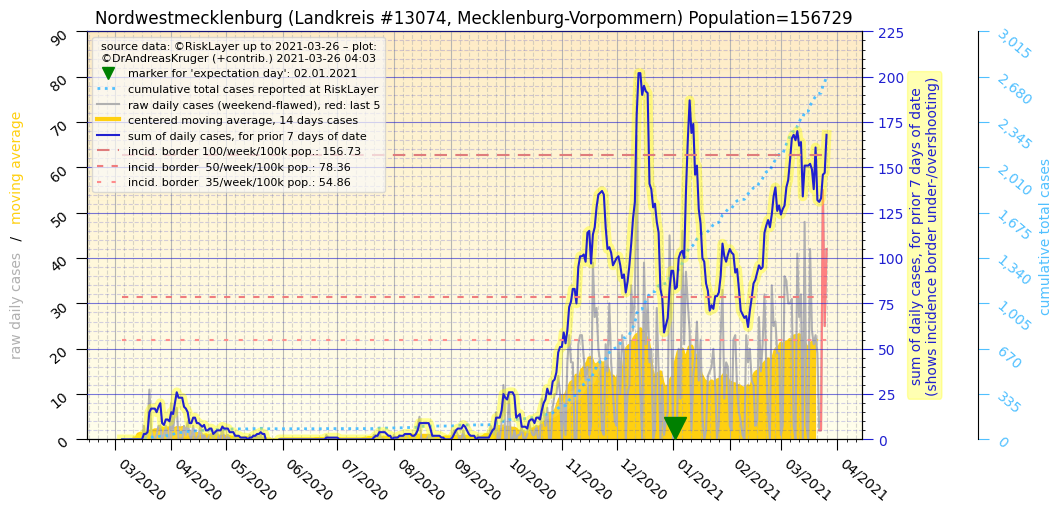 Nordwestmecklenburg (Landkreis #13074, Mecklenburg-Vorpommern) Population=156729
source data: ©RiskLayer up to 2021-03-26 – plot:
©DrAndreasKruger (+contrib.) 2021-03-26 04:03
marker for 'expectation day': 02.01.2021
cumulative total cases reported at RiskLayer
raw daily cases (weekend-flawed), red: last 5
centered moving average, 14 days cases
sum of daily cases, for prior 7 days of date
incid. border 100/week/100k pop.: 156.73
incid. border  50/week/100k pop.: 78.36
incid. border  35/week/100k pop.: 54.86
raw daily cases  /  moving average
90
80
70
60
50
40
30
20
10
0
03/2020
04/2020
05/2020
06/2020
07/2020
08/2020
09/2020
10/2020
11/2020
12/2020
01/2021
02/2021
03/2021
04/2021
225
200
175
150
125
100
75
50
25
0
sum of daily cases, for prior 7 days of date
(shows incidence border under-/overshooting)
3,015
2,680
2,345
2,010
1,675
1,340
1,005
670
335
0
cumulative total cases